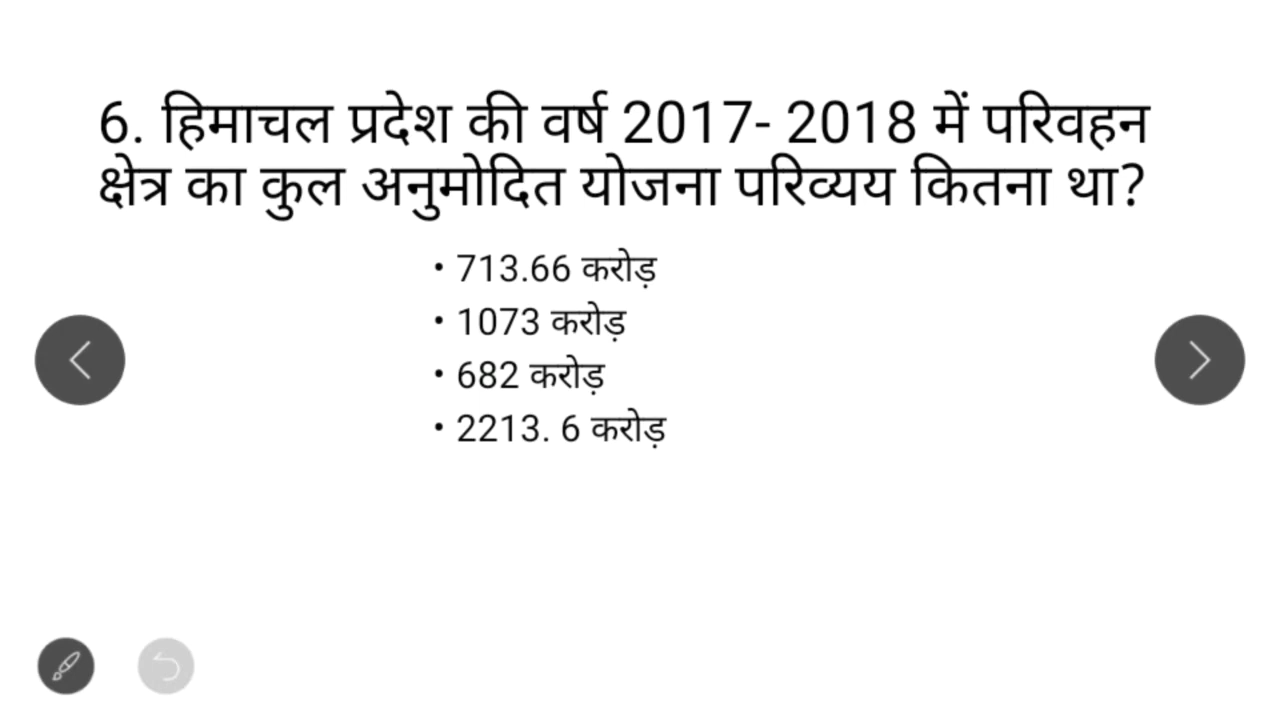 6. हिमाचल प्रदेश की वर्ष 2017- 2018 में परिवहन
क्षेत्र का कुल अनुमोदित योजना परिव्यय कितना था?
• 713.66 करोड़
• 1073 करोड़
• 682 करोड़
• 2213. 6 करोड़